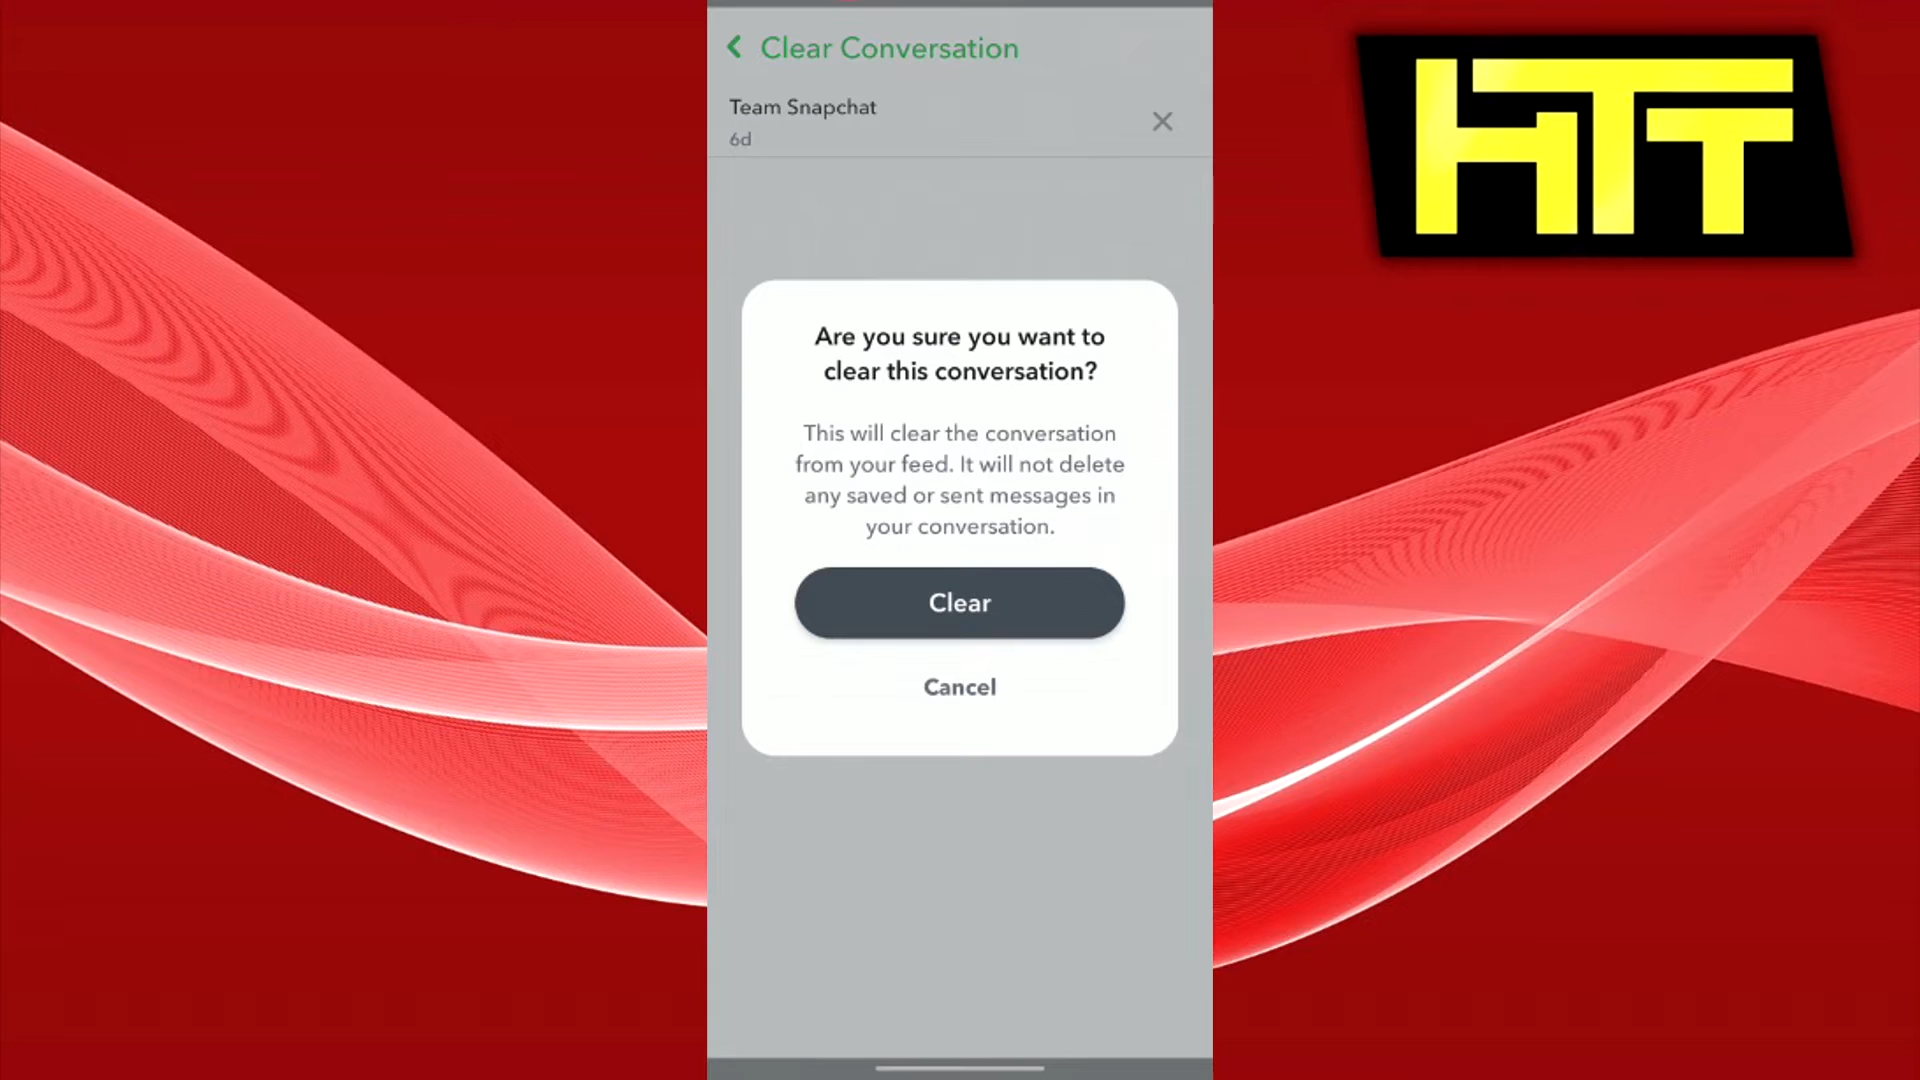 Clear Conversation
HTT
Team Snapchat
6d
Are you sure you want to
clear this conversation?
This will clear the conversation
from your feed. It will not delete
any saved or sent messages in
your conversation.
Clear
Cancel